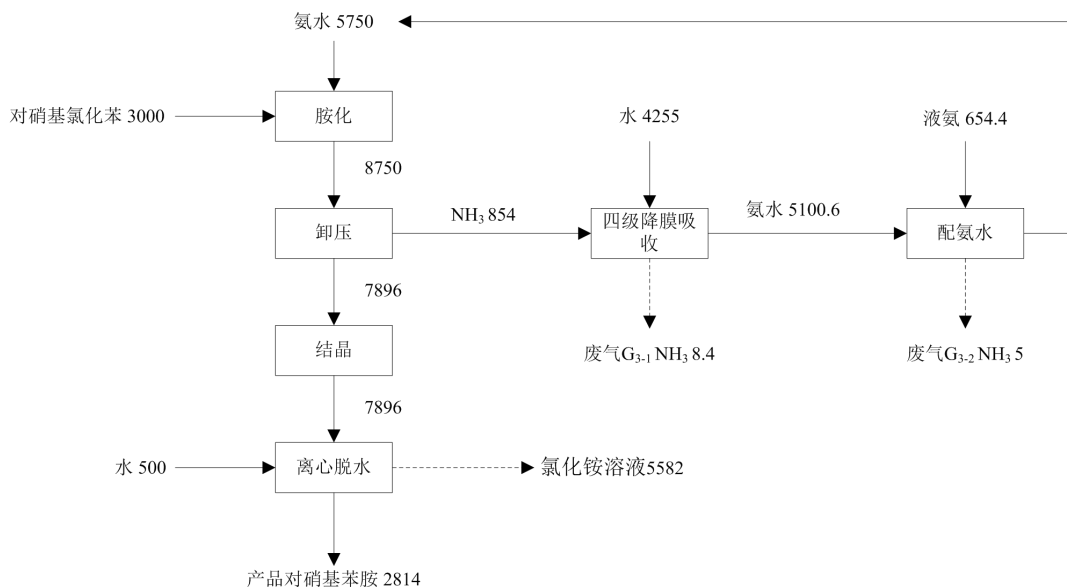 氨水 5750
对硝基氯化苯 3000
胺化
水 4255
液氨 654.4
8750
卸压
NH₃ 854
四级降膜吸
收
氨水 5100.6
配氨水
7896
结晶
废气G₃₋₁ NH₃ 8.4
废气G₃₋₂ NH₃ 5
7896
水 500
离心脱水
氯化铵溶液5582
产品对硝基苯胺 2814